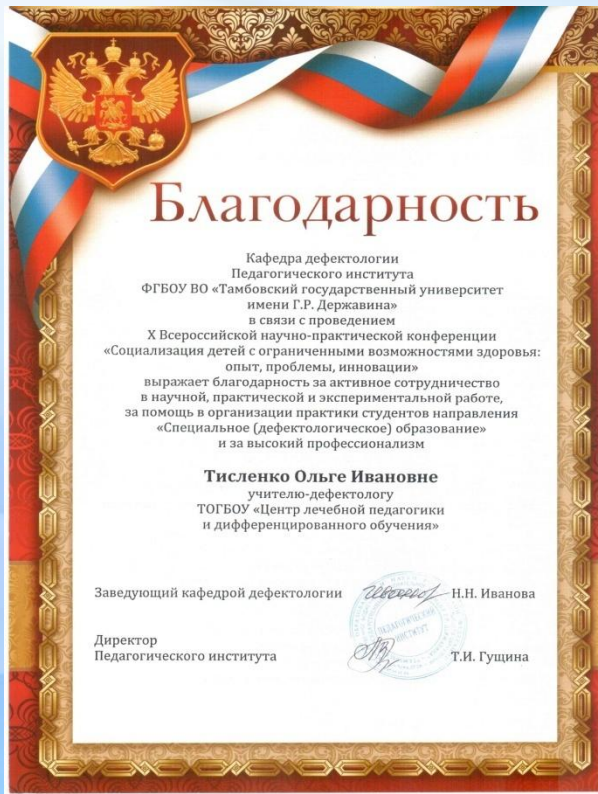 Благодарность
Кафедра дефектологии
Педагогического института
ФГБОУ ВО «Тамбовский государственный университет
имени Г.Р. Державина»
в связи с проведением
X Всероссийской научно-практической конференции
«Социализация детей с ограниченными возможностями здоровья:
опыт, проблемы, инновации»
выражает благодарность за активное сотрудничество
в научной, практической и экспериментальной работе,
за помощь в организации практики студентов направления
«Специальное (дефектологическое) образование»
и за высокий профессионализм
Тисленко Ольге Ивановне
учителю-дефектологу
ТОГБОУ «Центр лечебной педагогики
и дифференцированного обучения»
Заведующий кафедрой дефектологии Н.Н. Иванова
ПЕДАГОГИЧЕСКИЙ
ИНСТИТУТ
Директор
Педагогического института Т.И. Гущина